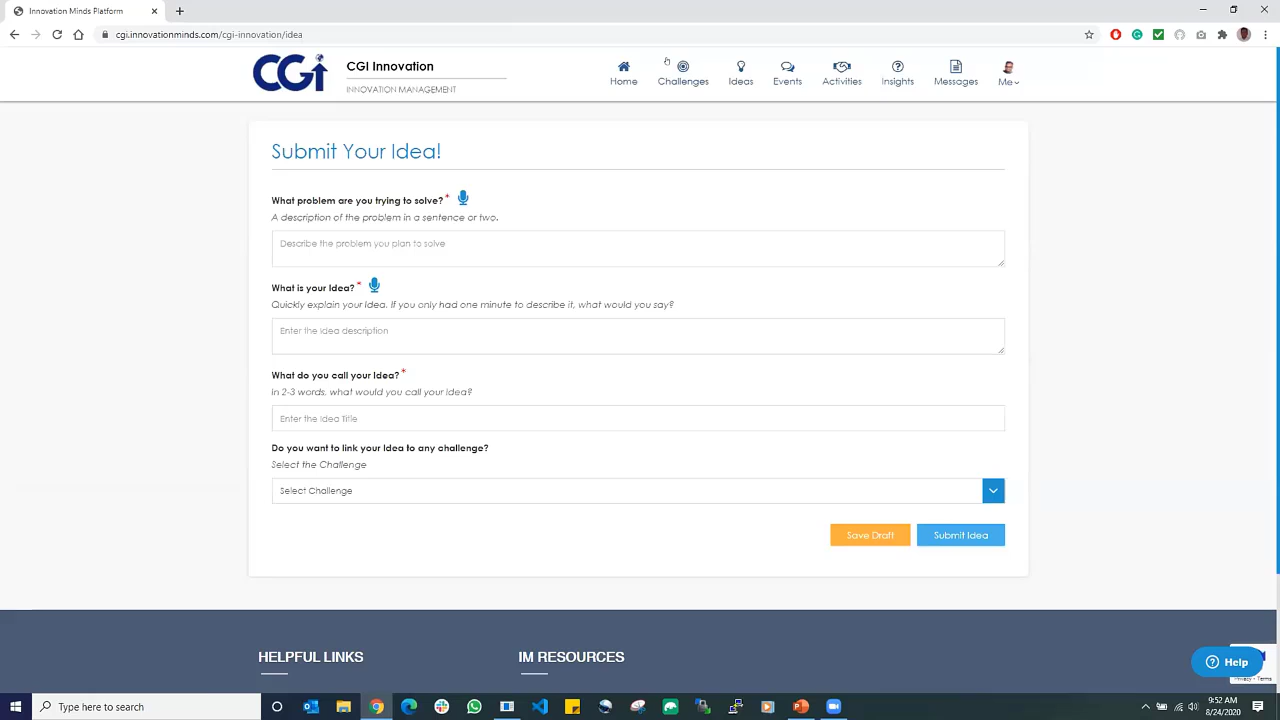 Innovation Minds Platform
cgi.innovationminds.com/cgi-innovation/idea
CGI
CGI Innovation
INNOVATION MANAGEMENT
Home
Challenges
Ideas
Events
Activities
Insights
Messages
Me
Submit Your Idea!
What problem are you trying to solve? *
A description of the problem in a sentence or two.
Describe the problem you plan to solve
What is your Idea? *
Quickly explain your Idea. If you only had one minute to describe it, what would you say?
Enter the Idea description
What do you call your Idea? *
In 2-3 words, what would you call your idea?
Enter the Idea Title
Do you want to link your Idea to any challenge?
Select the Challenge
Select Challenge
Save Draft
Submit Idea
HELPFUL LINKS
IM RESOURCES
Help
Privacy - Terms
Type here to search
9:52 AM
8/24/2020